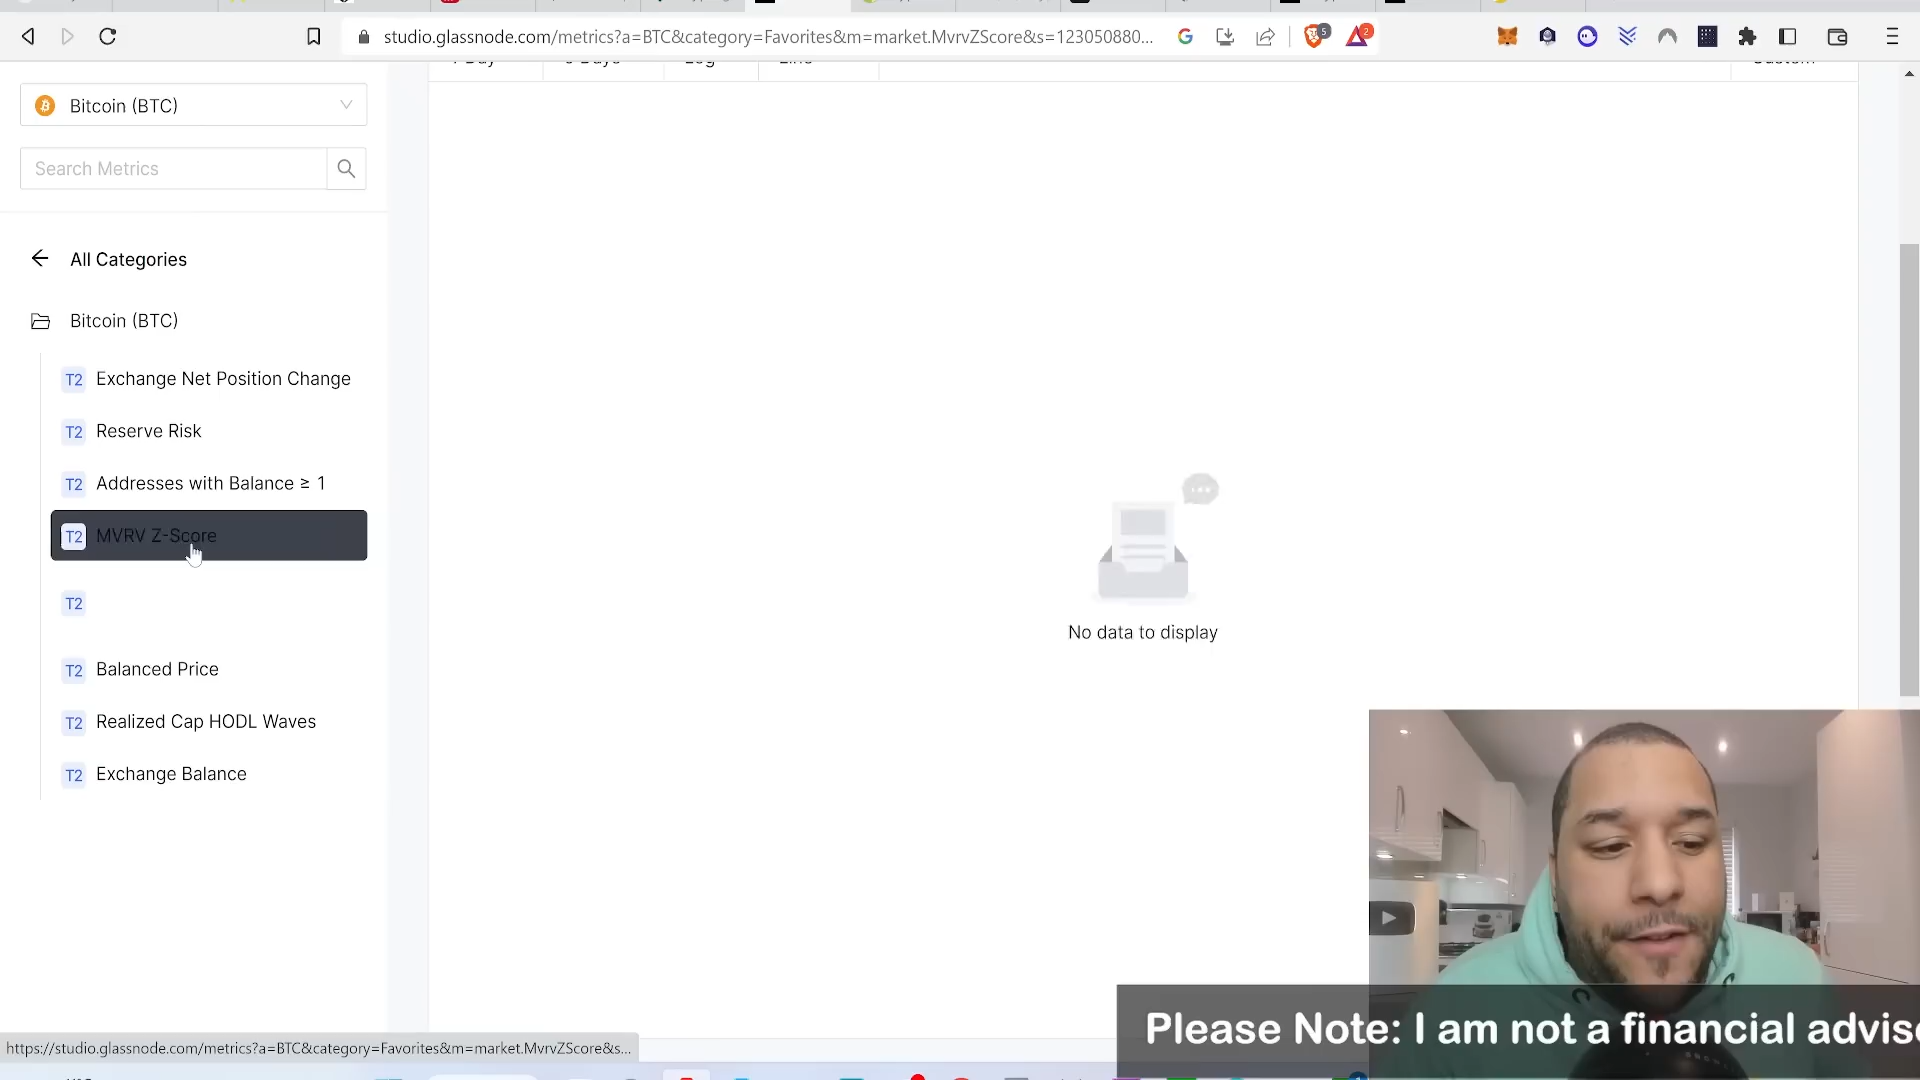 studio.glassnode.com/metrics?a=BTC&category=Favorites&m=market.MvrvZScore&s=123050880...
5
2
Bitcoin (BTC)
Custom
Search Metrics
All Categories
Bitcoin (BTC)
T2 Exchange Net Position Change
T2 Reserve Risk
T2 Addresses with Balance ≥ 1
T2 MVRV Z-Score
T2
T2 Balanced Price
T2 Realized Cap HODL Waves
T2 Exchange Balance
No data to display
Please Note: I am not a financial advis
https://studio.glassnode.com/metrics?a=BTC&category=Favorites&m=market.MvrvZScore&s...